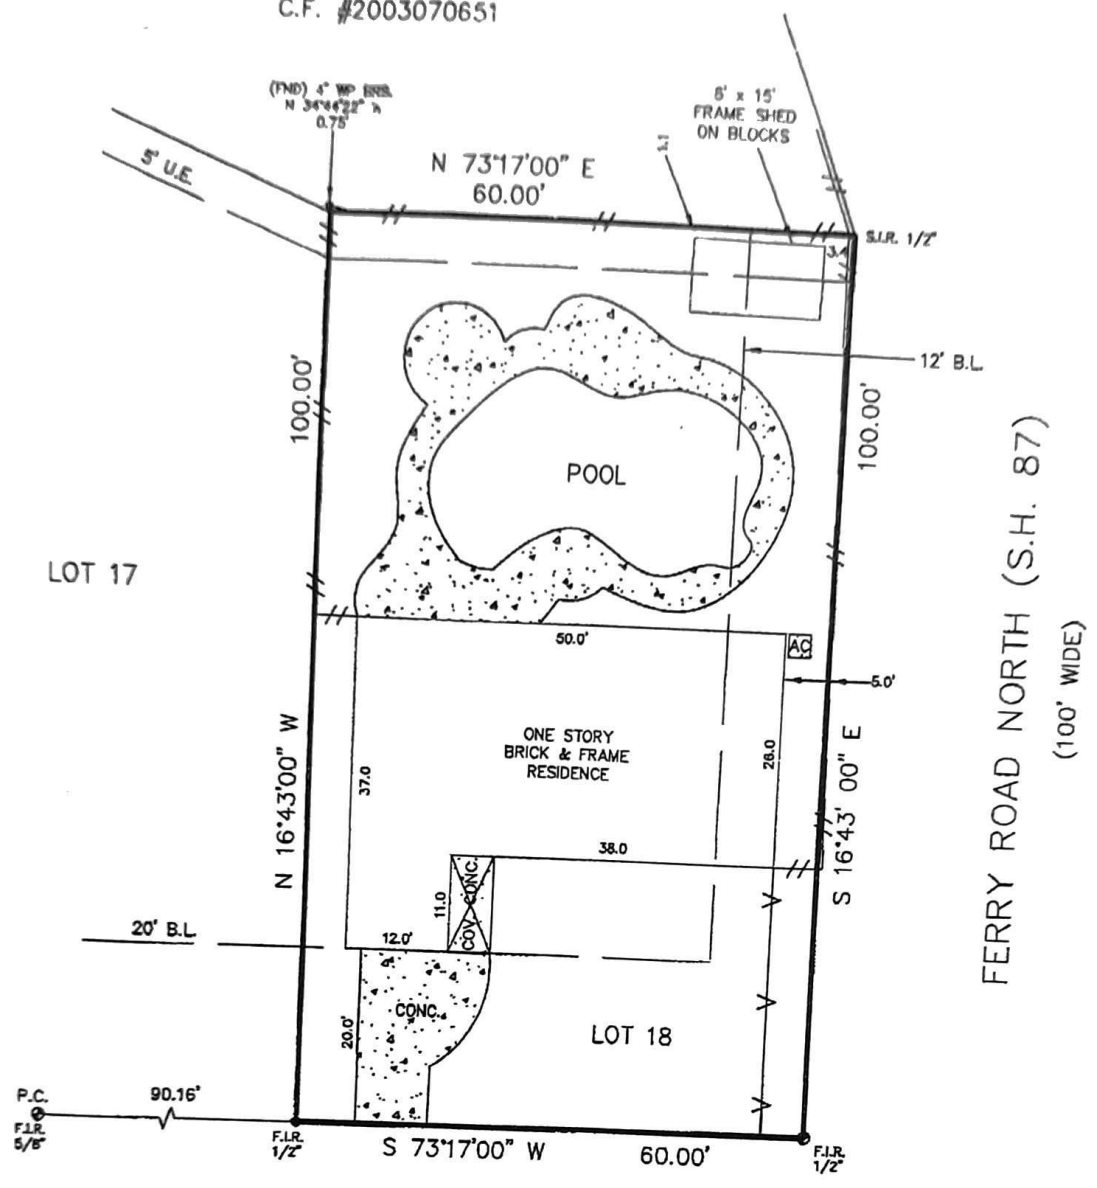 C.F. #2003070651
(FND) 4" WP BRS.
N 34°44'22" W
0.75'
8' x 15'
FRAME SHED
ON BLOCKS
1.1
5' U.E.
N 73°17'00" E
60.00'
S.I.R. 1/2"
3.4
12' B.L.
100.00'
100.00'
POOL
LOT 17
FERRY ROAD NORTH (S.H. 87)
(100' WIDE)
50.0'
AC
5.0'
ONE STORY
BRICK & FRAME
RESIDENCE
37.0
26.0
N 16°43'00" W
S 16°43' 00" E
38.0
11.0
COV. CONC.
20' B.L.
12.0'
CONC.
20.0'
LOT 18
P.C.
90.16'
F.I.R.
5/8"
F.I.R.
1/2"
S 73°17'00" W
60.00'
F.I.R.
1/2"